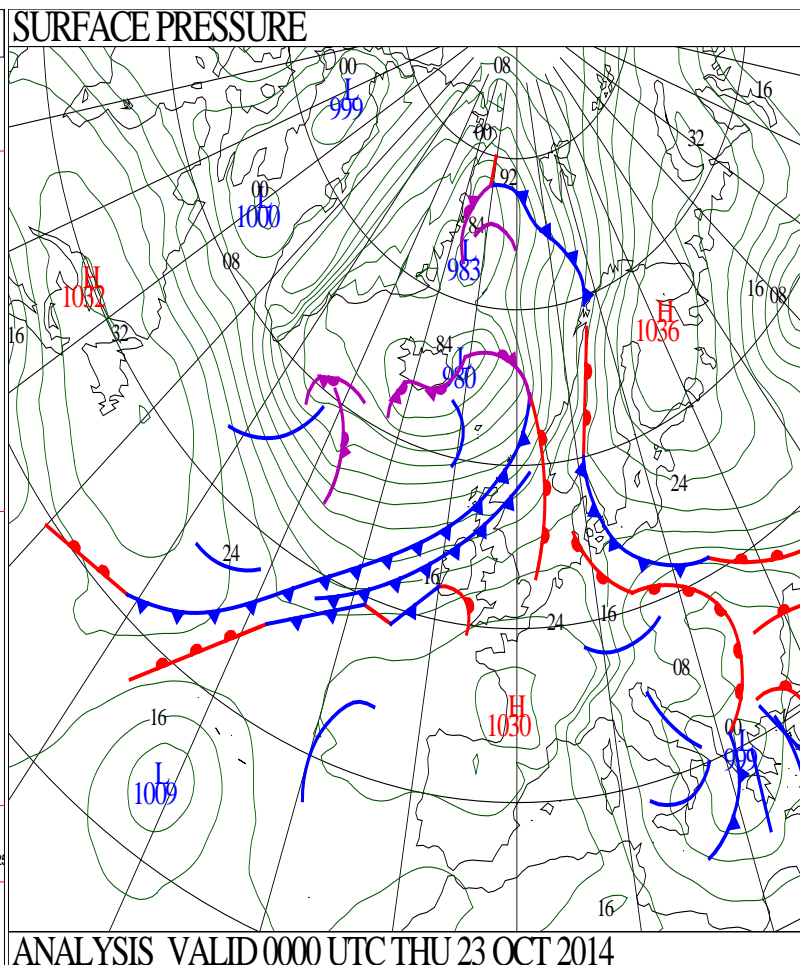 SURFACE PRESSURE
00
08
L
999
16
00
32
92
00
L
1000
84
08
L
983
H
1032
16
08
H
1036
16
32
84
L
980
24
24
16
24
16
08
H
1030
16
00
L
999
L
1009
16
ANALYSIS VALID 0000 UTC THU 23 OCT 2014